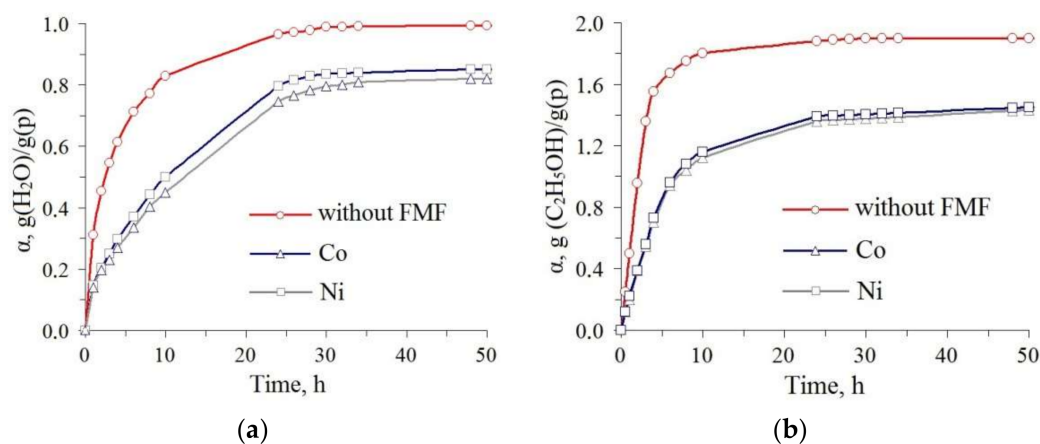 α, g(H₂O)/g(p)
1.0
0.8
0.6
0.4
0.2
0.0
without FMF
Co
Ni
0 10 20 30 40 50
Time, h
(a)
α, g (C₂H₅OH)/g(p)
2.0
1.6
1.2
0.8
0.4
0.0
without FMF
Co
Ni
0 10 20 30 40 50
Time, h
(b)